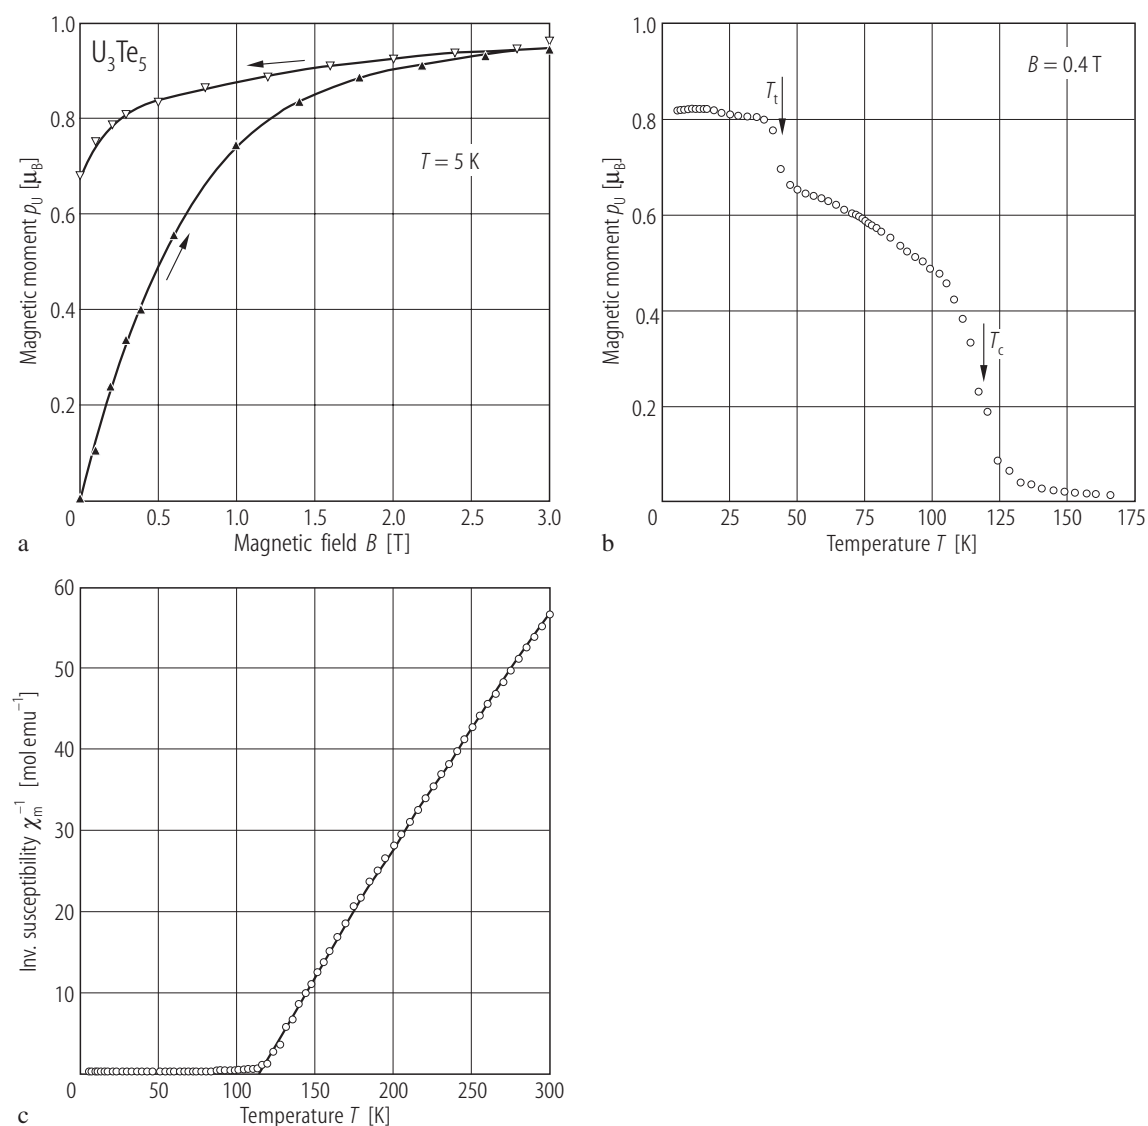 1.0
0.8
0.6
0.4
0.2
0
0.5
1.0
1.5
2.0
2.5
3.0
U₃Te₅
T = 5 K
Magnetic moment pU [μB]
Magnetic field B [T]
a
1.0
0.8
0.6
0.4
0.2
0
25
50
75
100
125
150
175
B = 0.4 T
Tt
Tc
Magnetic moment pU [μB]
Temperature T [K]
b
60
50
40
30
20
10
0
50
100
150
200
250
300
Inv. susceptibility χm⁻¹ [mol emu⁻¹]
Temperature T [K]
c